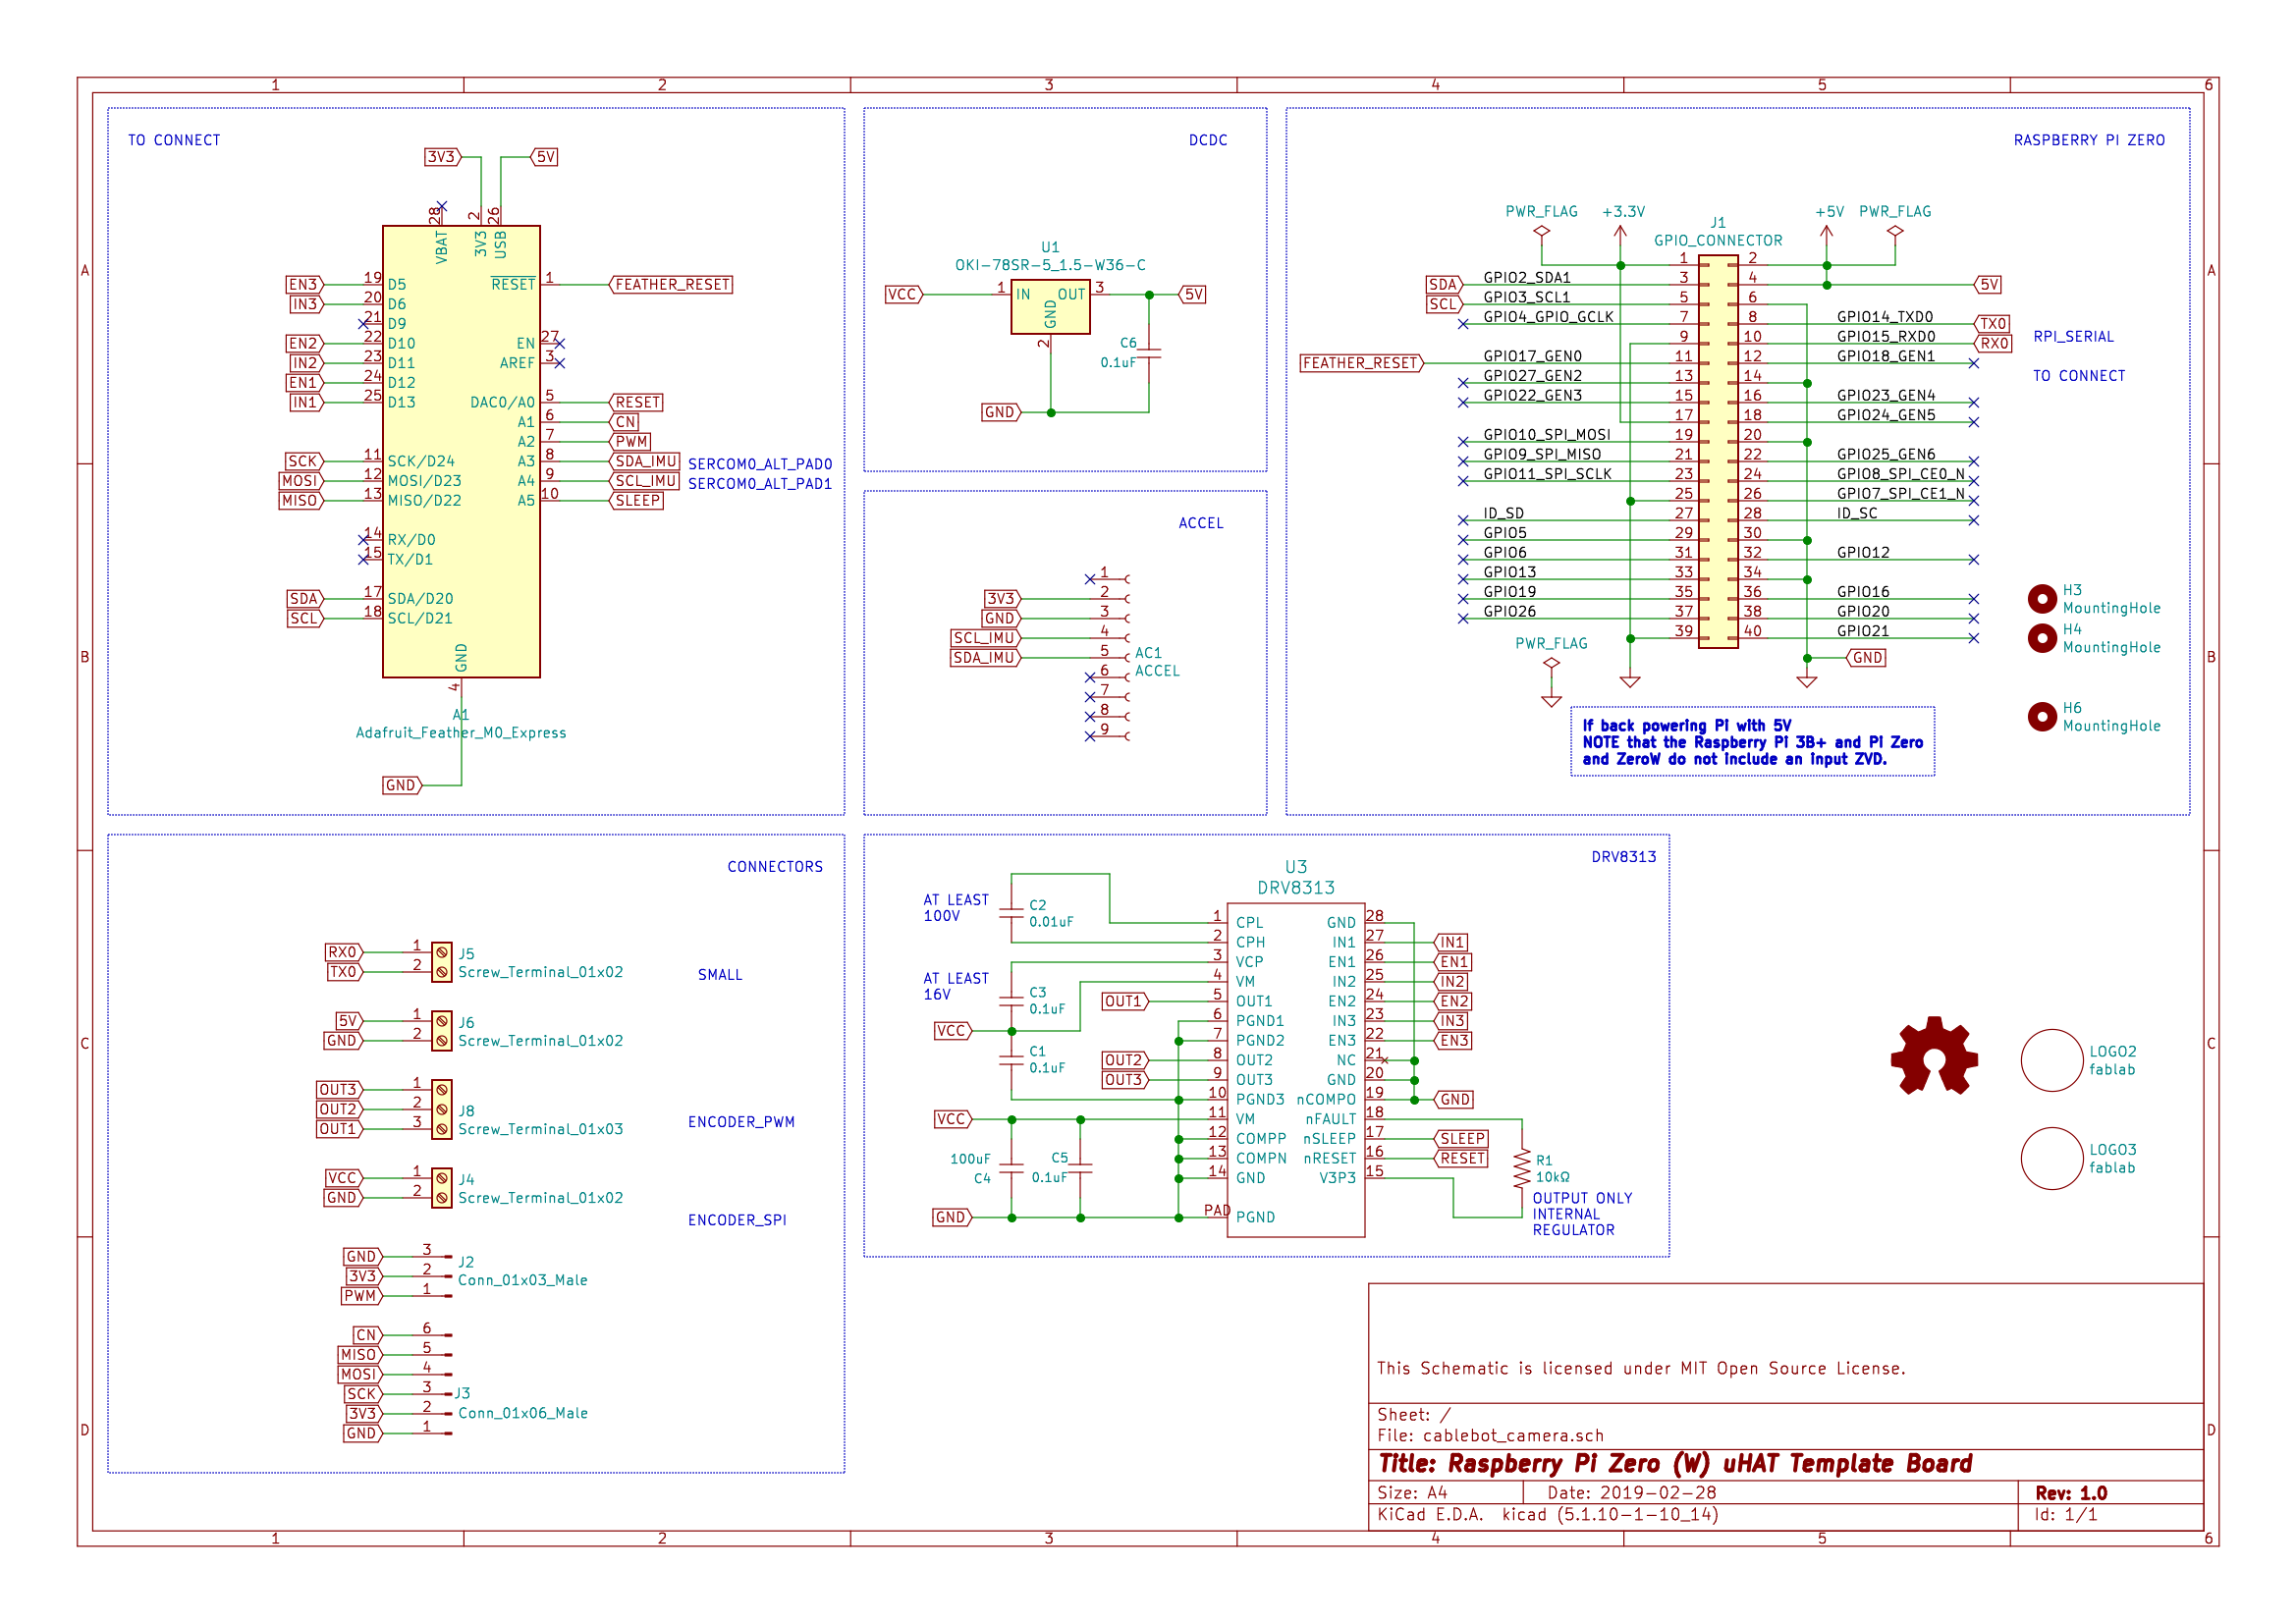 1 2 3 4 5 6
A
B
C
D
TO CONNECT
3V3
5V
28
2
26
VBAT
3V3
USB
EN3 19 D5
IN3 20 D6
21 D9
EN2 22 D10
IN2 23 D11
EN1 24 D12
IN1 25 D13
SCK 11 SCK/D24
MOSI 12 MOSI/D23
MISO 13 MISO/D22
14 RX/D0
15 TX/D1
SDA 17 SDA/D20
SCL 18 SCL/D21
RESET 1 FEATHER_RESET
EN 27
AREF 3
DAC0/A0 5 RESET
A1 6 CN
A2 7 PWM
A3 8 SDA_IMU SERCOM0_ALT_PAD0
A4 9 SCL_IMU SERCOM0_ALT_PAD1
A5 10 SLEEP
GND
4
A1
Adafruit_Feather_M0_Express
GND
DCDC
U1
OKI-78SR-5_1.5-W36-C
VCC 1 IN OUT 3 5V
GND
2
C6
0.1uF
GND
ACCEL
1
3V3 2
GND 3
SCL_IMU 4
SDA_IMU 5
6
7
8
9
AC1
ACCEL
RASPBERRY PI ZERO
PWR_FLAG +3.3V +5V PWR_FLAG
J1
GPIO_CONNECTOR
1 2
SDA GPIO2_SDA1 3 4 5V
SCL GPIO3_SCL1 5 6
GPIO4_GPIO_GCLK 7 8 GPIO14_TXD0 TX0
9 10 GPIO15_RXD0 RX0
RPI_SERIAL
FEATHER_RESET GPIO17_GEN0 11 12 GPIO18_GEN1
TO CONNECT
GPIO27_GEN2 13 14
GPIO22_GEN3 15 16 GPIO23_GEN4
17 18 GPIO24_GEN5
GPIO10_SPI_MOSI 19 20
GPIO9_SPI_MISO 21 22 GPIO25_GEN6
GPIO11_SPI_SCLK 23 24 GPIO8_SPI_CE0_N
25 26 GPIO7_SPI_CE1_N
ID_SD 27 28 ID_SC
GPIO5 29 30
GPIO6 31 32 GPIO12
GPIO13 33 34
GPIO19 35 36 GPIO16
GPIO26 37 38 GPIO20
39 40 GPIO21
PWR_FLAG
GND
H3
MountingHole
H4
MountingHole
H6
MountingHole
If back powering Pi with 5V
NOTE that the Raspberry Pi 3B+ and Pi Zero
and ZeroW do not include an input ZVD.
CONNECTORS
RX0 1
TX0 2
J5
Screw_Terminal_01x02
SMALL
5V 1
GND 2
J6
Screw_Terminal_01x02
OUT3 1
OUT2 2
OUT1 3
J8
Screw_Terminal_01x03
ENCODER_PWM
VCC 1
GND 2
J4
Screw_Terminal_01x02
ENCODER_SPI
GND 3
3V3 2
PWM 1
J2
Conn_01x03_Male
CN 6
MISO 5
MOSI 4
SCK 3
3V3 2
GND 1
J3
Conn_01x06_Male
DRV8313
U3
DRV8313
AT LEAST
100V
C2
0.01uF
AT LEAST
16V
C3
0.1uF
VCC
C1
0.1uF
OUT1
OUT2
OUT3
VCC
100uF
C4
C5
0.1uF
GND
1 CPL
2 CPH
3 VCP
4 VM
5 OUT1
6 PGND1
7 PGND2
8 OUT2
9 OUT3
10 PGND3
11 VM
12 COMPP
13 COMPN
14 GND
PAD PGND
GND 28
IN1 27 IN1
EN1 26 EN1
IN2 25 IN2
EN2 24 EN2
IN3 23 IN3
EN3 22 EN3
NC 21
GND 20
nCOMPO 19 GND
nFAULT 18
nSLEEP 17 SLEEP
nRESET 16 RESET
V3P3 15
R1
10kΩ
OUTPUT ONLY
INTERNAL
REGULATOR
LOGO2
fablab
LOGO3
fablab
This Schematic is licensed under MIT Open Source License.
Sheet: /
File: cablebot_camera.sch
Title: Raspberry Pi Zero (W) uHAT Template Board
Size: A4 Date: 2019-02-28 Rev: 1.0
KiCad E.D.A. kicad (5.1.10-1-10_14) Id: 1/1
A
B
C
D
1 2 3 4 5 6